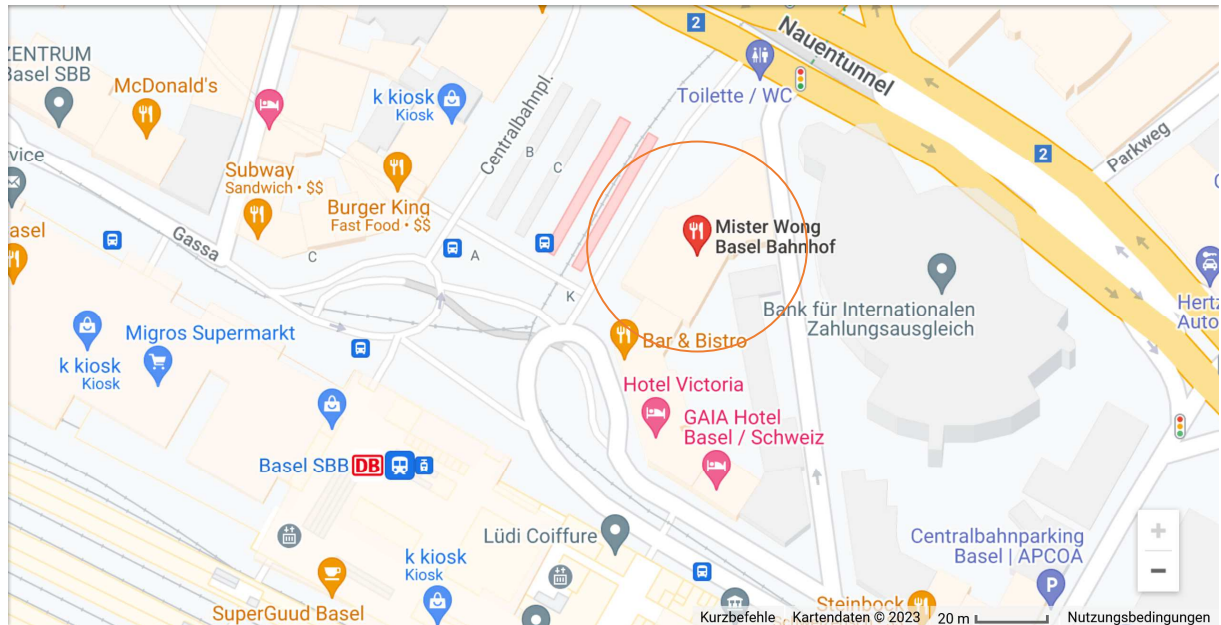 ZENTRUM
Basel SBB
McDonald's
k kiosk
Kiosk
Centralbahnpl.
B
C
2
Nauentunnel
Toilette / WC
2
Parkweg
Subway
Sandwich • $$
Burger King
Fast Food • $$
vice
asel
Gassa
C
A
K
Mister Wong
Basel Bahnhof
Bank für Internationalen
Zahlungsausgleich
Hertz
Auto
Migros Supermarkt
k kiosk
Kiosk
Bar & Bistro
Hotel Victoria
GAIA Hotel
Basel / Schweiz
Basel SBB DB
Lüdi Coiffure
k kiosk
Kiosk
SuperGuud Basel
Centralbahnparking
Basel | APCOA
P
Steinbock
Kurzbefehle Kartendaten © 2023 20 m Nutzungsbedingungen